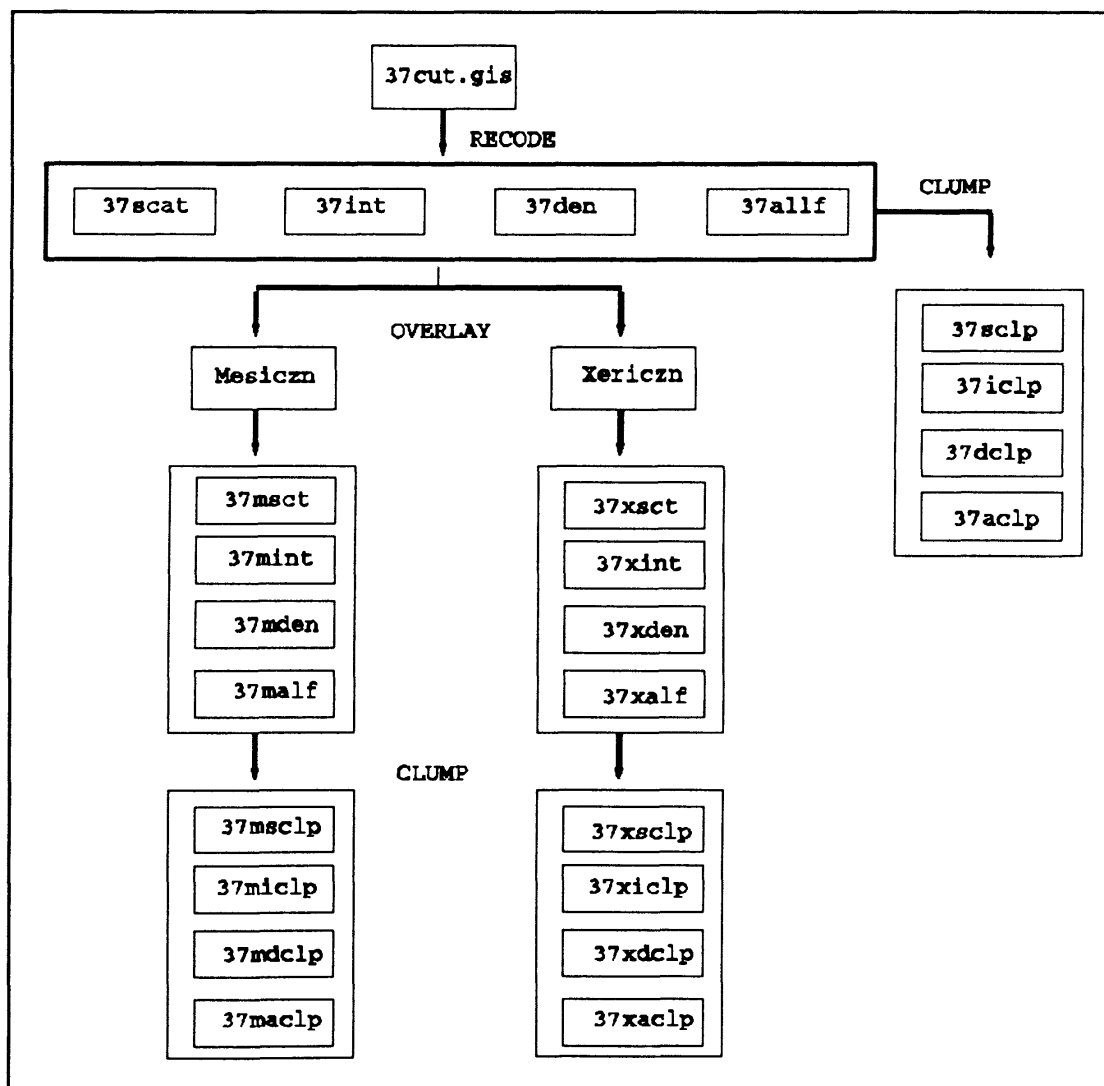 37cut.gis
RECODE
37scat
37int
37den
37allf
CLUMP
OVERLAY
Mesiczn
Xericzn
37sclp
37iclp
37dclp
37aclp
37msct
37mint
37mden
37malf
37xsct
37xint
37xden
37xalf
CLUMP
37msclp
37miclp
37mdclp
37maclp
37xsclp
37xiclp
37xdclp
37xaclp